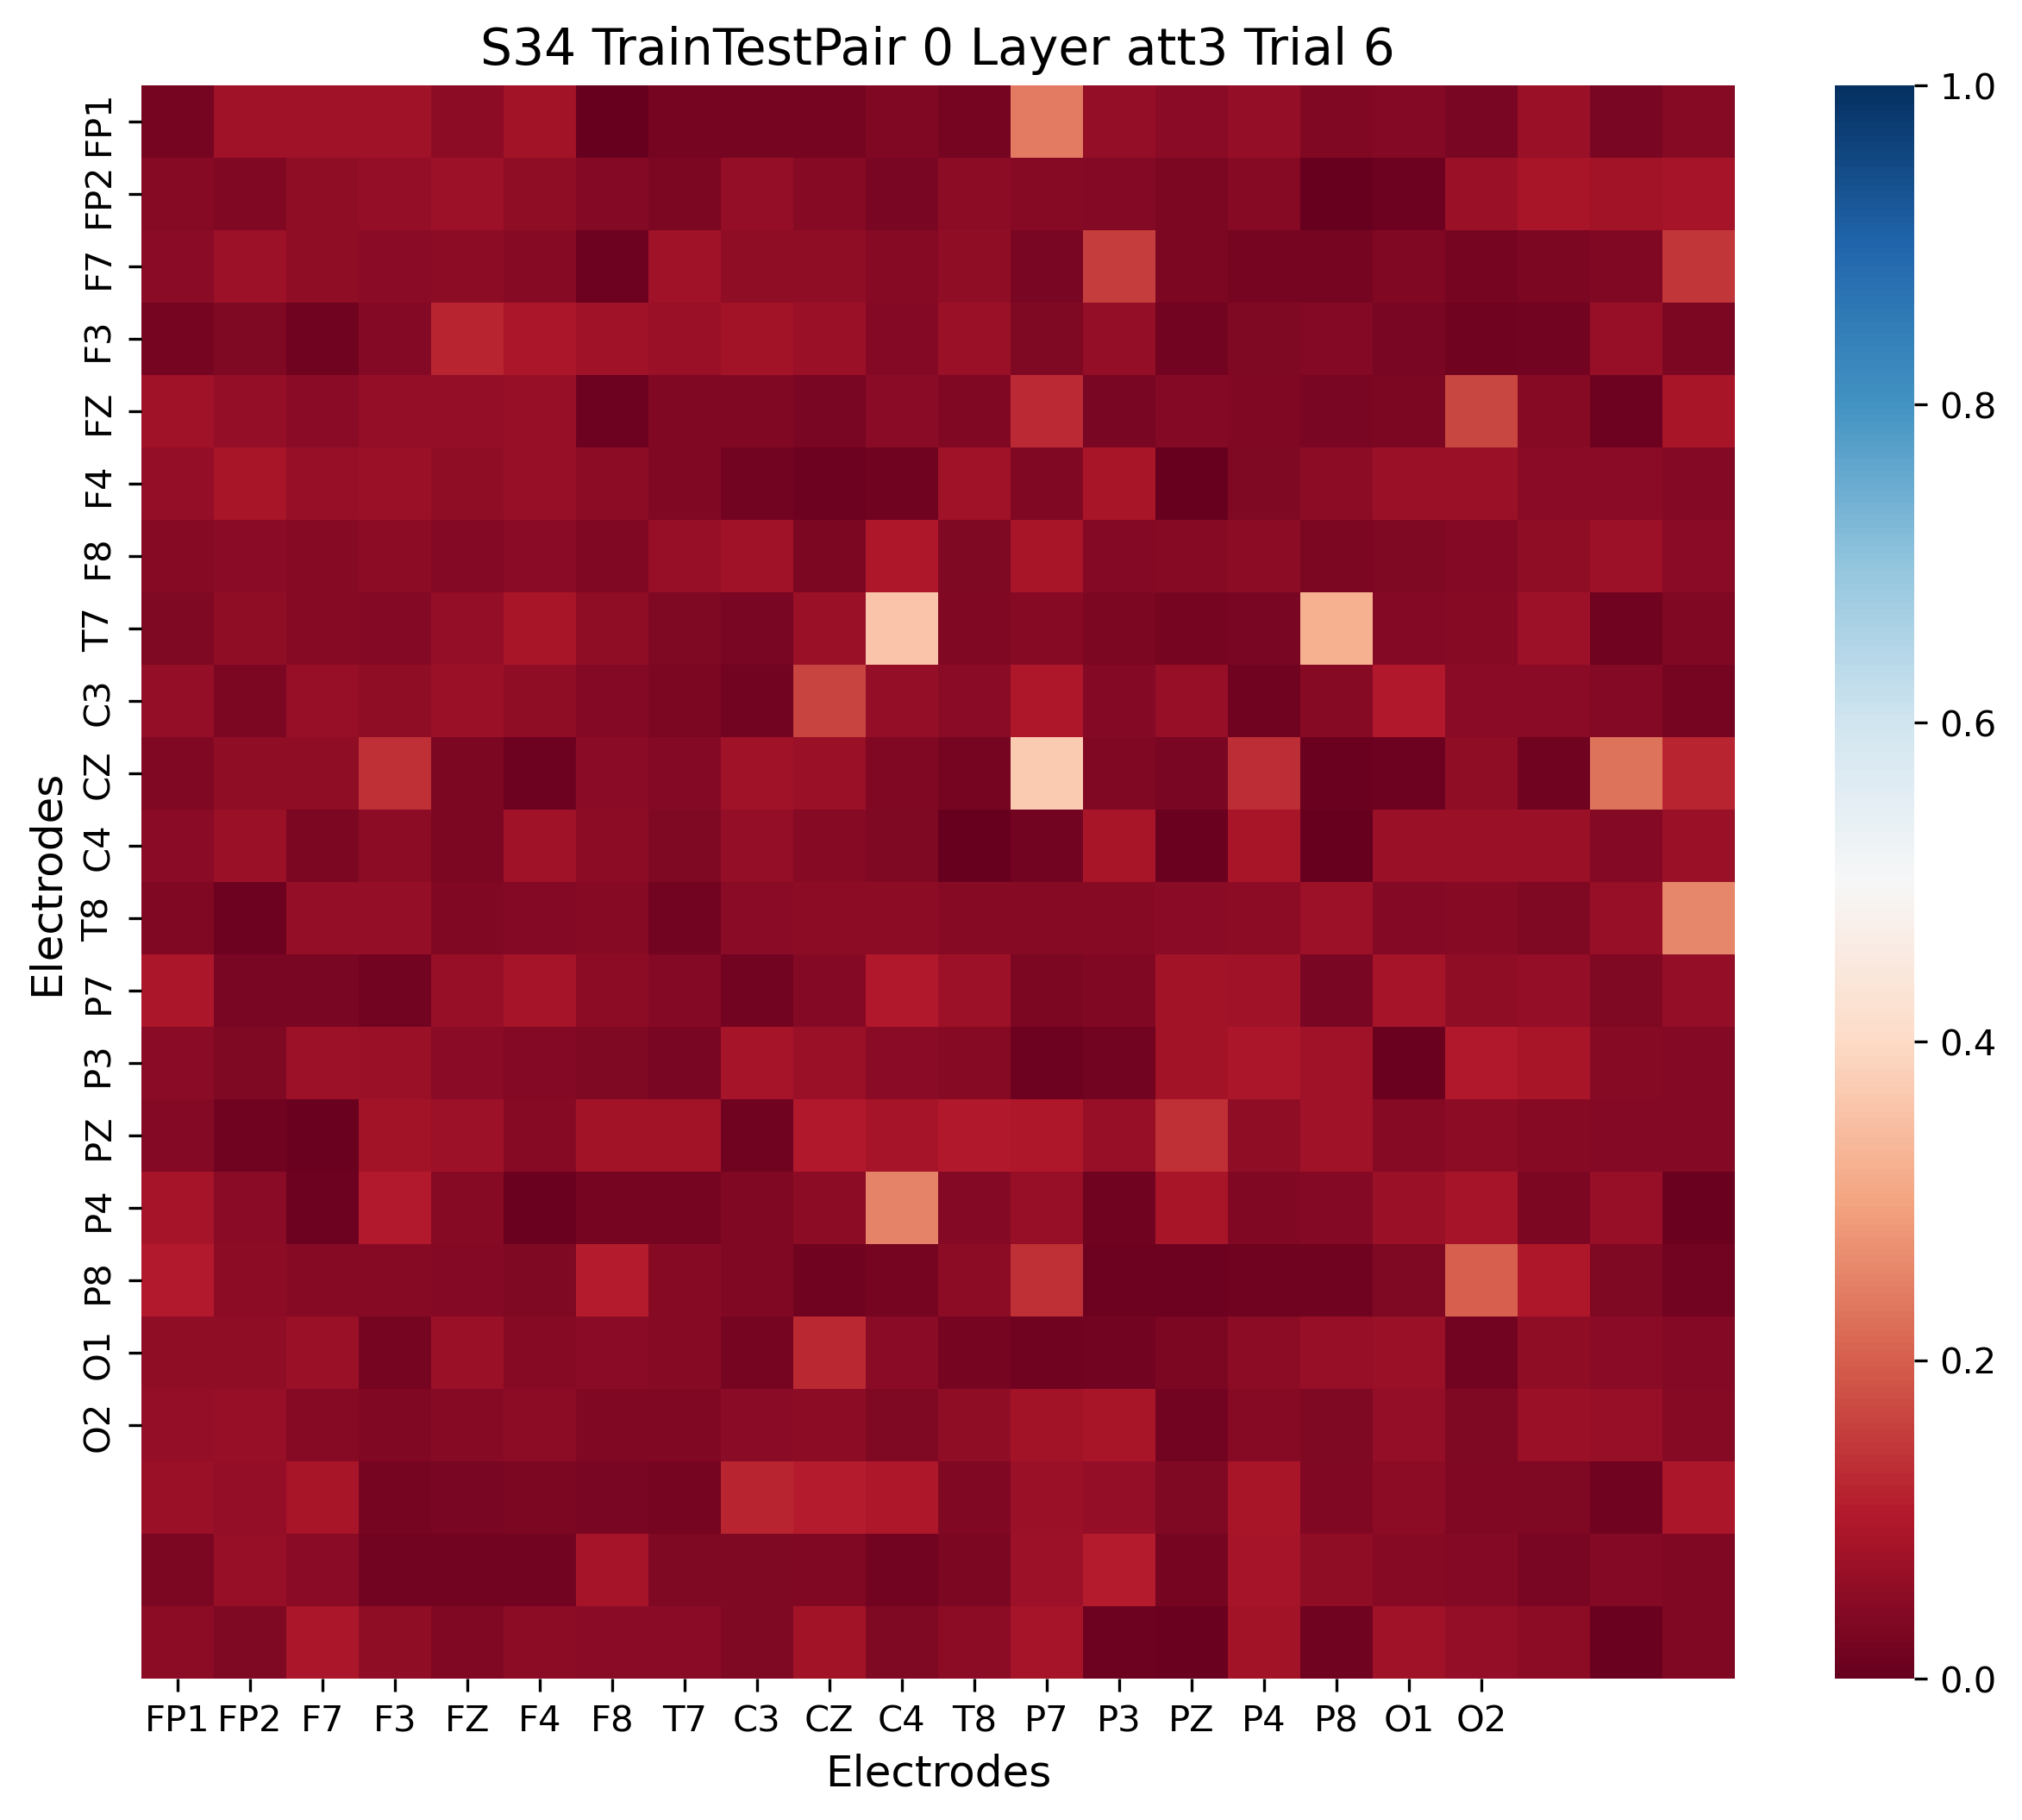 S34 TrainTestPair 0 Layer att3 Trial 6
Electrodes
FP1
FP2
F7
F3
FZ
F4
F8
T7
C3
CZ
C4
T8
P7
P3
PZ
P4
P8
O1
O2
FP1 FP2 F7 F3 FZ F4 F8 T7 C3 CZ C4 T8 P7 P3 PZ P4 P8 O1 O2
Electrodes
1.0
0.8
0.6
0.4
0.2
0.0